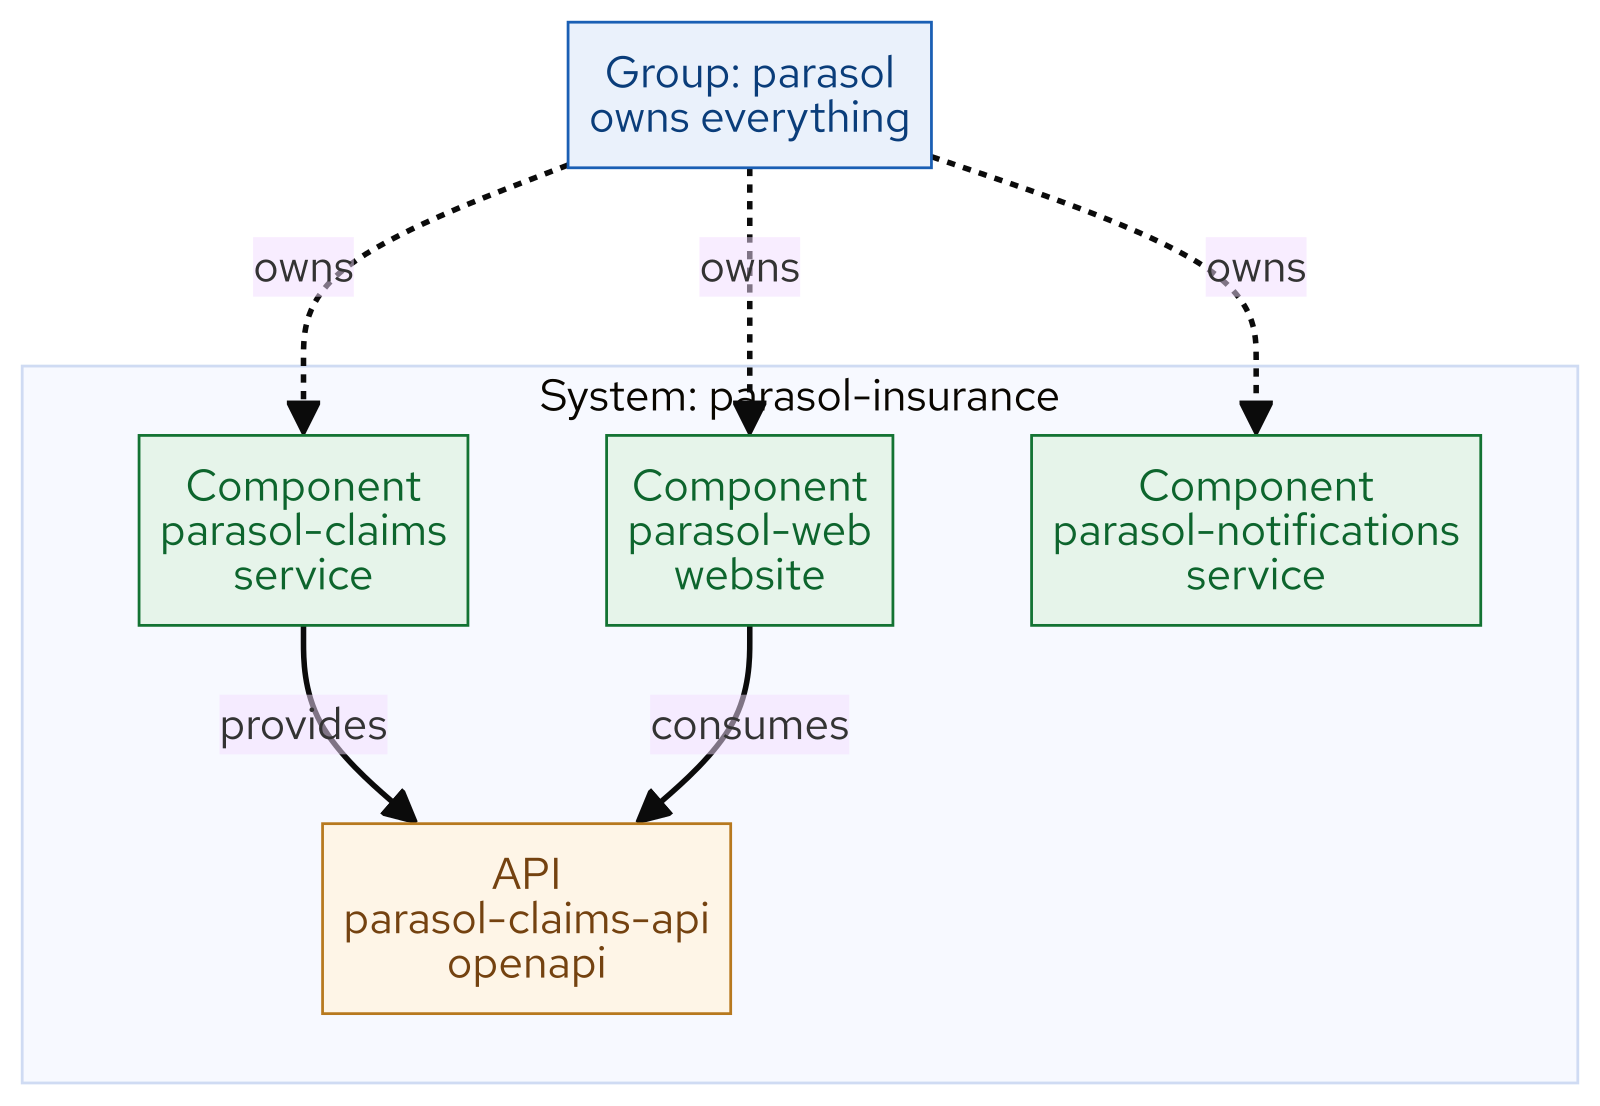 Group: parasol
owns everything
owns
owns
owns
System: parasol-insurance
Component
parasol-claims
service
Component
parasol-web
website
Component
parasol-notifications
service
provides
consumes
API
parasol-claims-api
openapi